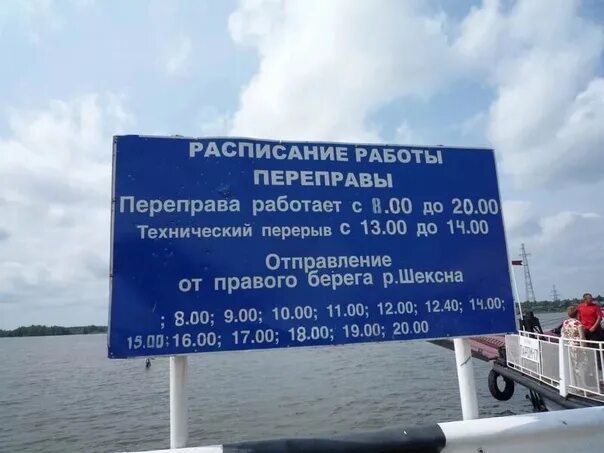 РАСПИСАНИЕ РАБОТЫ
ПЕРЕПРАВЫ
Переправа работает с 8.00 до 20.00
Технический перерыв с 13.00 до 14.00
Отправление
от правого берега р.Шексна
; 8.00; 9.00; 10.00; 11.00; 12.00; 12.40; 14.00;
15.00; 16.00; 17.00; 18.00; 19.00; 20.00